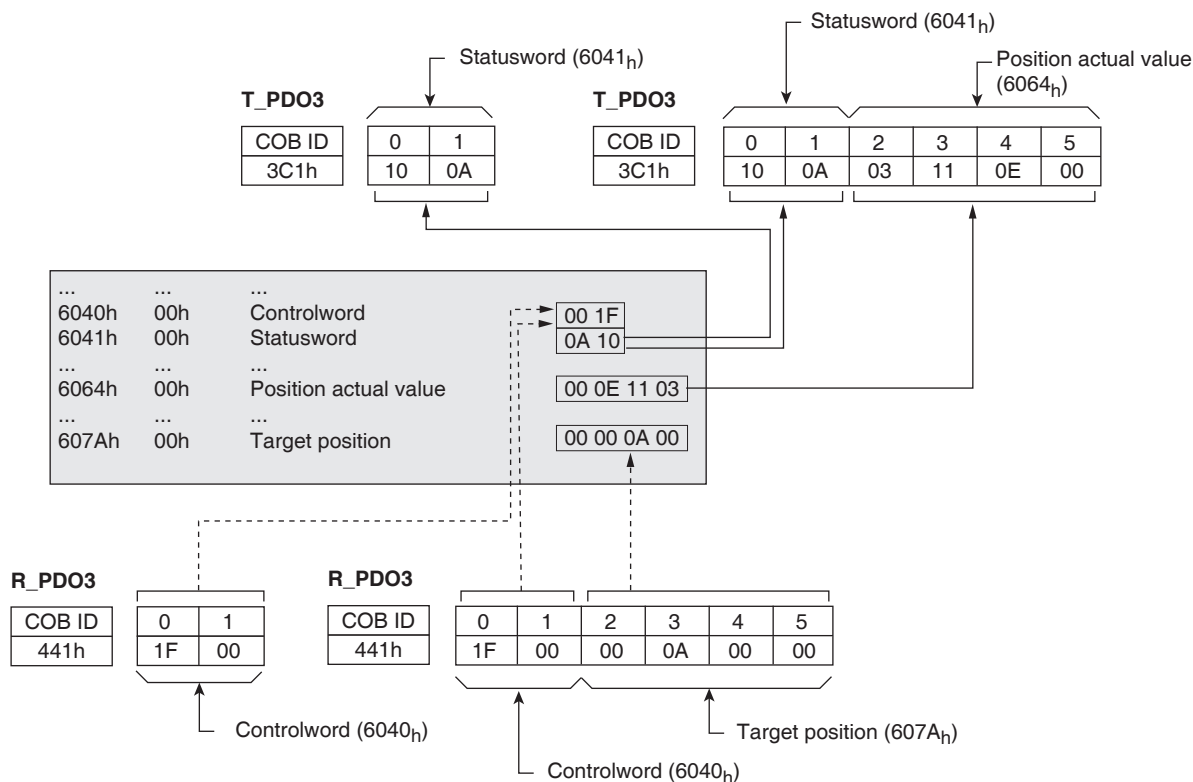 Statusword (6041h)
Statusword (6041h)
Position actual value
(6064h)
T_PDO3
COB ID 0 1
3C1h 10 0A
T_PDO3
COB ID 0 1 2 3 4 5
3C1h 10 0A 03 11 0E 00
... ... ...
6040h 00h Controlword 00 1F
6041h 00h Statusword 0A 10
... ... ...
6064h 00h Position actual value 00 0E 11 03
... ... ...
607Ah 00h Target position 00 00 0A 00
R_PDO3
COB ID 0 1
441h 1F 00
Controlword (6040h)
R_PDO3
COB ID 0 1 2 3 4 5
441h 1F 00 00 0A 00 00
Target position (607Ah)
Controlword (6040h)